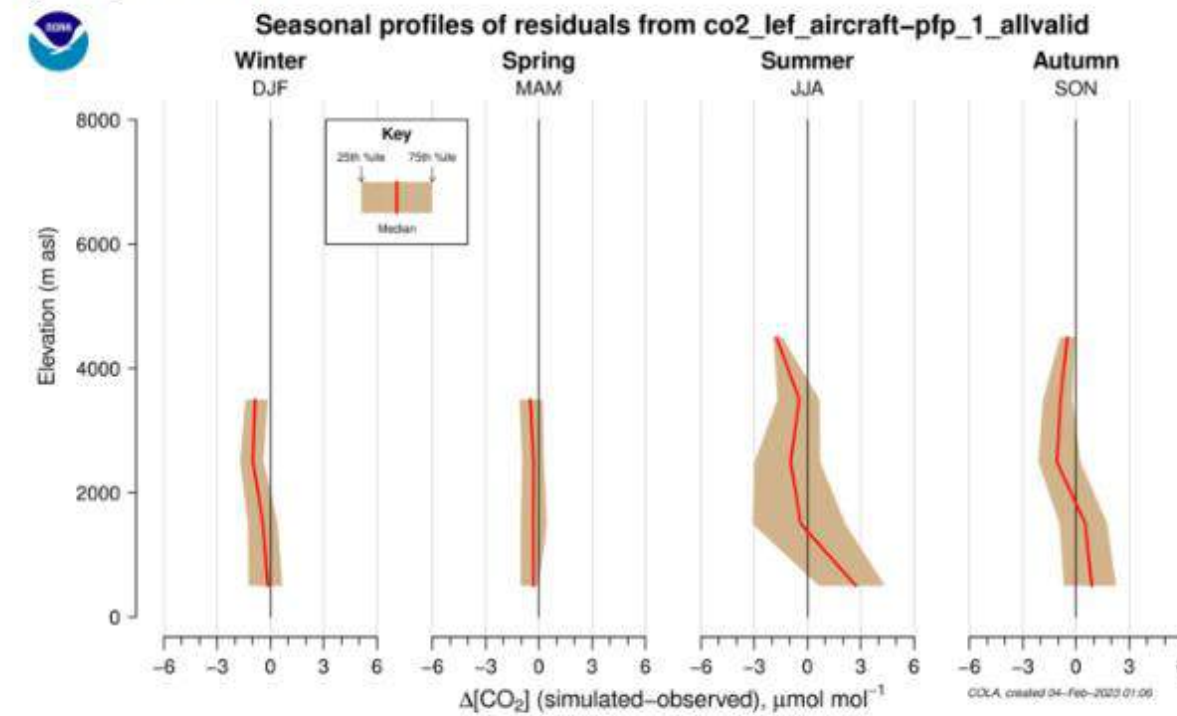 NOAA
Seasonal profiles of residuals from co2_lef_aircraft−pfp_1_allvalid
Winter Spring Summer Autumn
DJF MAM JJA SON
8000
6000
4000
2000
0
Elevation (m asl)
Key
25th %ile 75th %ile
Median
−6 −3 0 3 6 −6 −3 0 3 6 −6 −3 0 3 6 −6 −3 0 3
Δ[CO₂] (simulated−observed), μmol mol⁻¹
COLA, created 04−Feb−2023 01:06